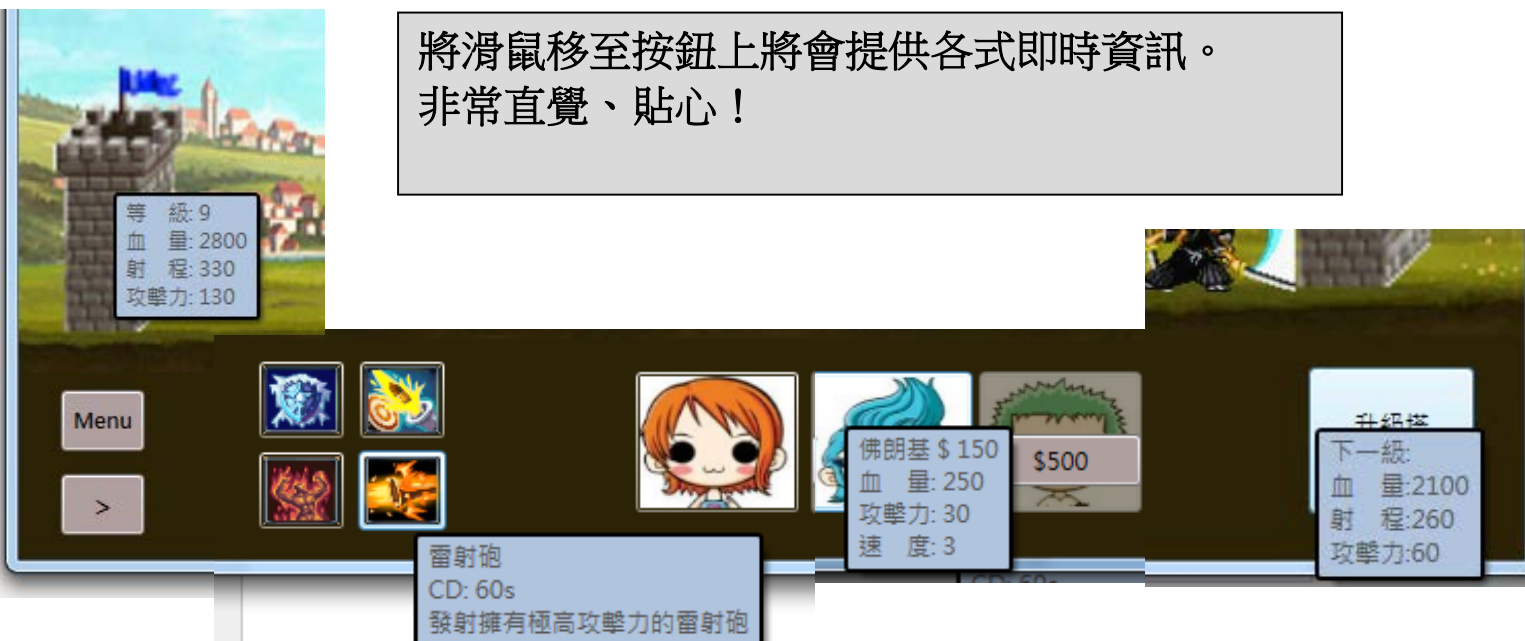 將滑鼠移至按鈕上將會提供各式即時資訊。
非常直覺、貼心！
等 級: 9
血 量: 2800
射 程: 330
攻擊力: 130
Menu
>
雷射砲
CD: 60s
發射擁有極高攻擊力的雷射砲
佛朗基 $ 150
血 量: 250
攻擊力: 30
速 度: 3
$500
升級塔
下一級:
血 量:2100
射 程:260
攻擊力:60